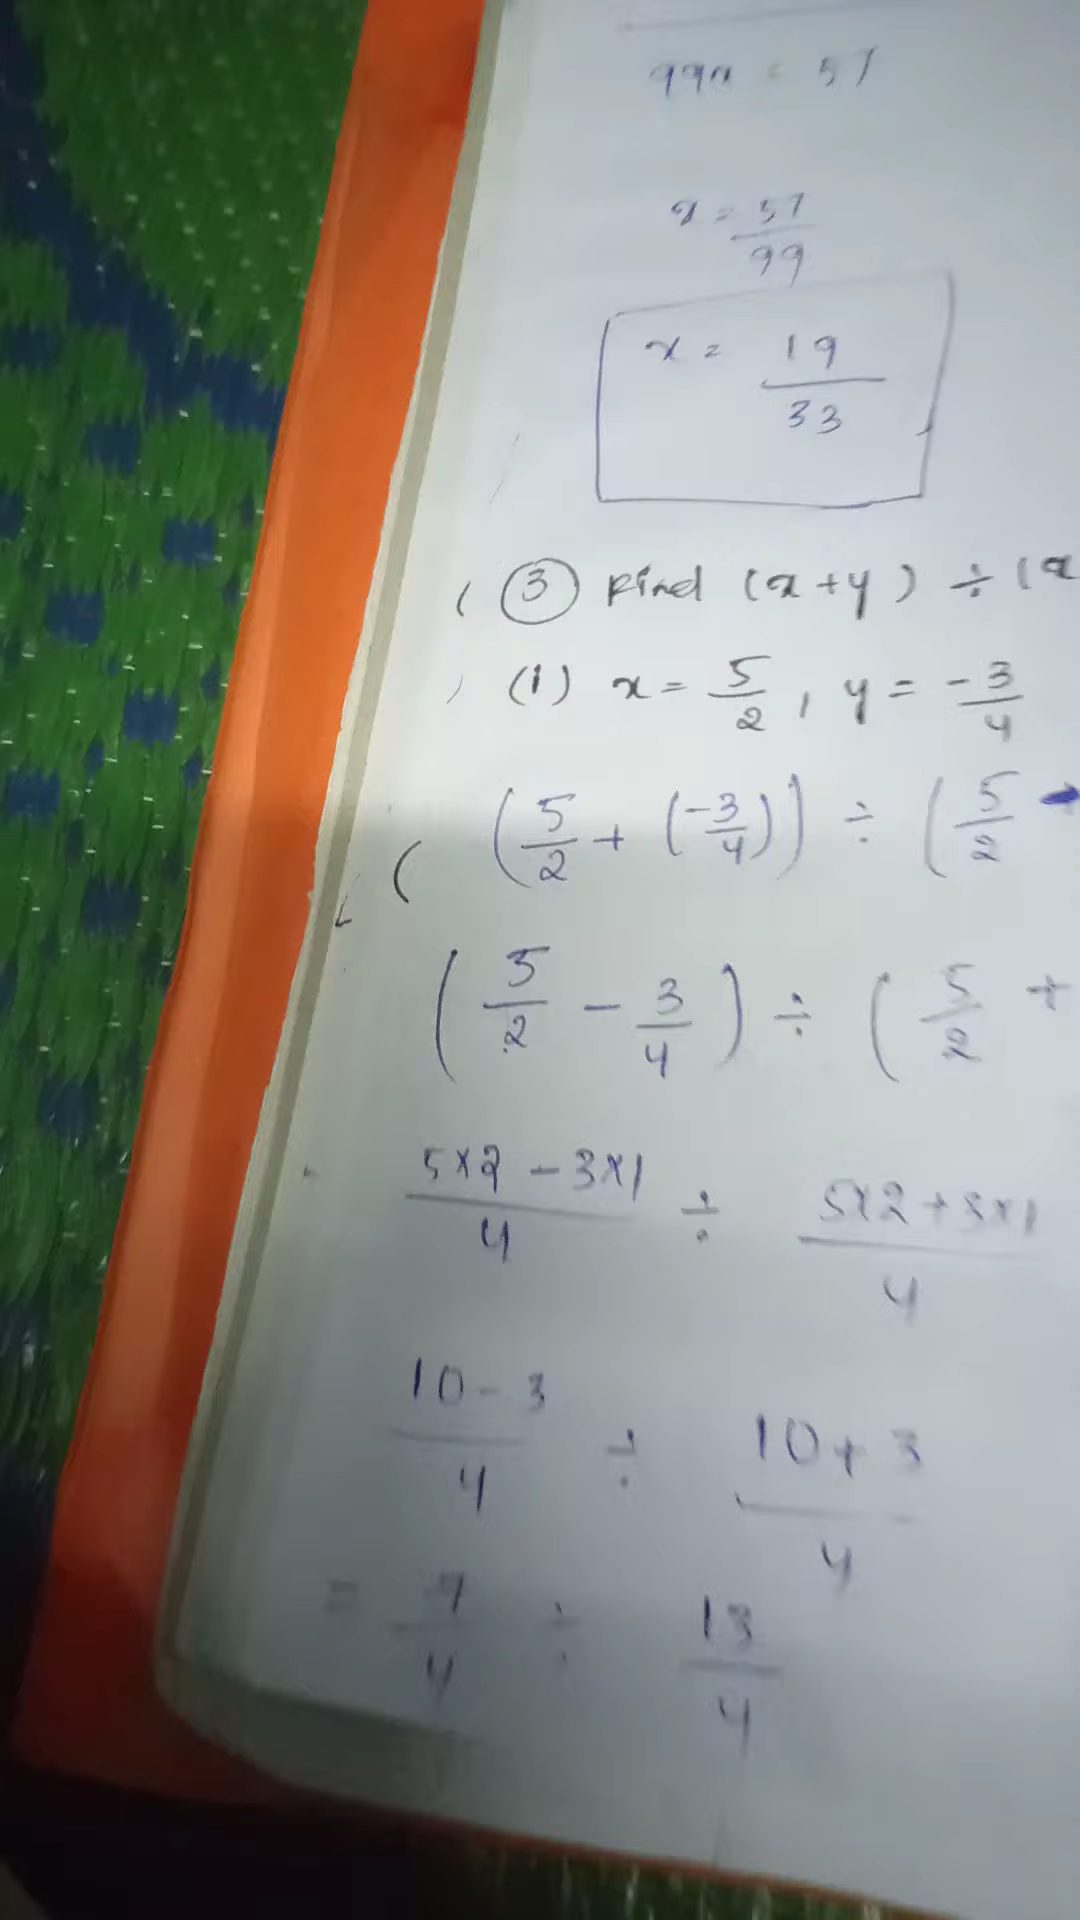 99x = 57
x = 57/99
x = 19/33
(3) Find (x+y) ÷ (x
(i) x = 5/2, y = -3/4
(5/2 + (-3/4)) ÷ (5/2
(5/2 - 3/4) ÷ (5/2 +
5×2 - 3×1/4 ÷ 5×2+3×1/4
10-3/4 ÷ 10+3/4
= 7/4 ÷ 13/4